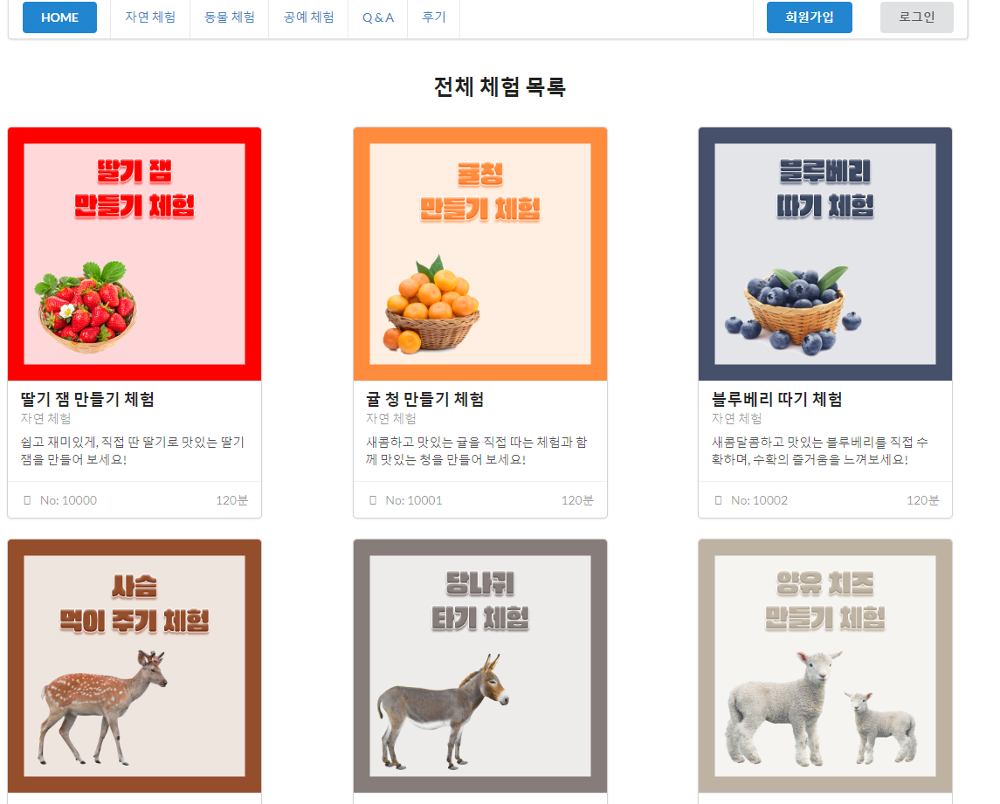 HOME 자연 체험 동물 체험 공예 체험 Q & A 후기 회원가입 로그인
전체 체험 목록
딸기 잼
만들기 체험
귤청
만들기 체험
블루베리
따기 체험
딸기 잼 만들기 체험
자연 체험
쉽고 재미있게, 직접 딴 딸기로 맛있는 딸기
잼을 만들어 보세요!
No: 10000 120분
귤 청 만들기 체험
자연 체험
새콤하고 맛있는 귤을 직접 따는 체험과 함
께 맛있는 청을 만들어 보세요!
No: 10001 120분
블루베리 따기 체험
자연 체험
새콤달콤하고 맛있는 블루베리를 직접 수
확하며, 수확의 즐거움을 느껴보세요!
No: 10002 120분
사슴
먹이 주기 체험
당나귀
타기 체험
양유 치즈
만들기 체험